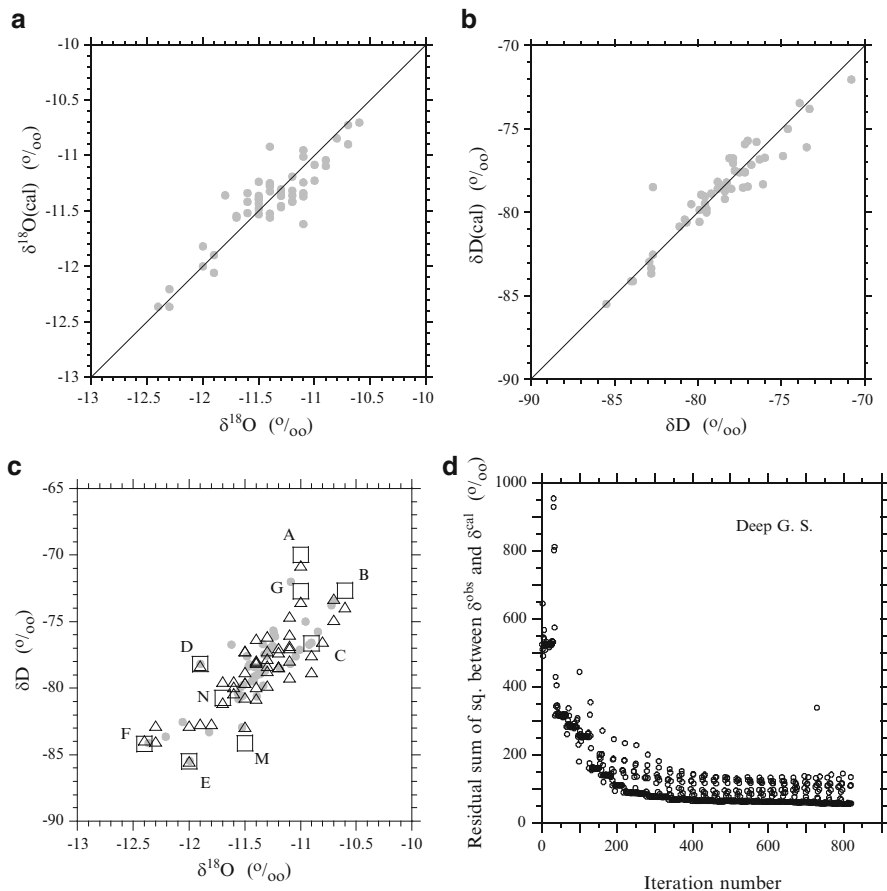 a
-10
-10.5
-11
-11.5
-12
-12.5
-13
δ¹⁸O(cal) (o/oo)
-13 -12.5 -12 -11.5 -11 -10.5 -10
δ¹⁸O (o/oo)
b
-70
-75
-80
-85
-90
δD(cal) (o/oo)
-90 -85 -80 -75 -70
δD (o/oo)
c
-65
-70
-75
-80
-85
-90
δD (o/oo)
A
B
G
C
D
N
F
M
E
-13 -12.5 -12 -11.5 -11 -10.5 -10
δ¹⁸O (o/oo)
d
1000
800
600
400
200
0
Residual sum of sq. between δᵒᵇˢ and δᶜᵃˡ (o/oo)
Deep G. S.
0 200 400 600 800
Iteration number